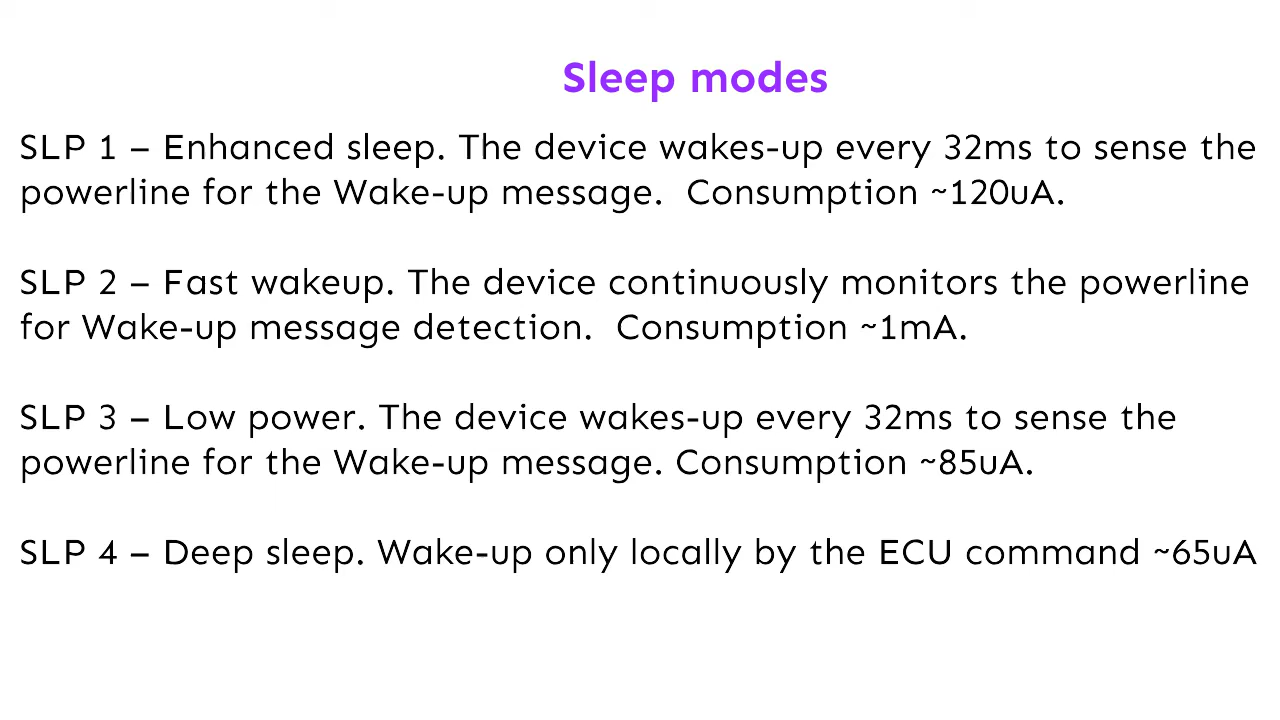 Sleep modes
SLP 1 – Enhanced sleep. The device wakes-up every 32ms to sense the
powerline for the Wake-up message.  Consumption ~120uA.
SLP 2 – Fast wakeup. The device continuously monitors the powerline
for Wake-up message detection.  Consumption ~1mA.
SLP 3 – Low power. The device wakes-up every 32ms to sense the
powerline for the Wake-up message. Consumption ~85uA.
SLP 4 – Deep sleep. Wake-up only locally by the ECU command ~65uA